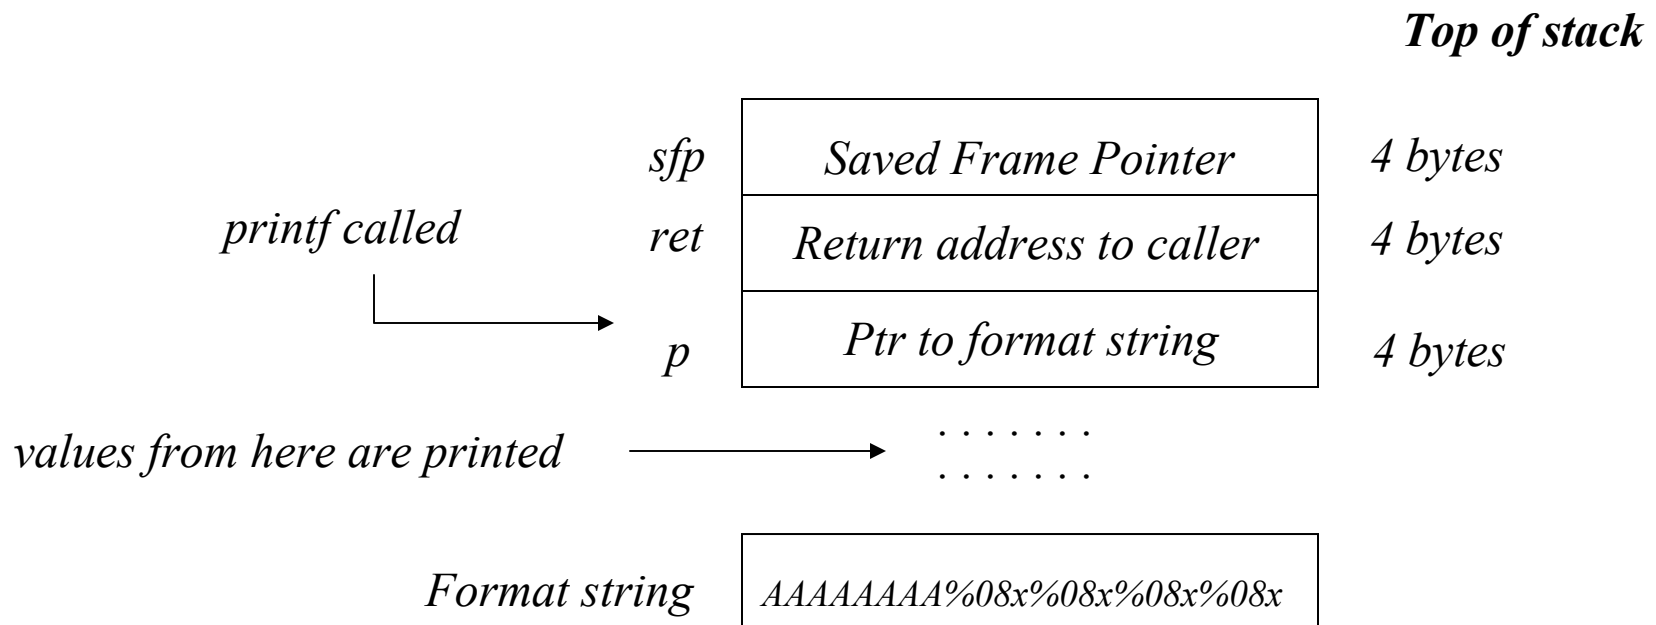 Top of stack
sfp Saved Frame Pointer 4 bytes
printf called
ret Return address to caller 4 bytes
p Ptr to format string 4 bytes
. . . . . . .
values from here are printed
. . . . . . .
Format string AAAAAAAA%08x%08x%08x%08x